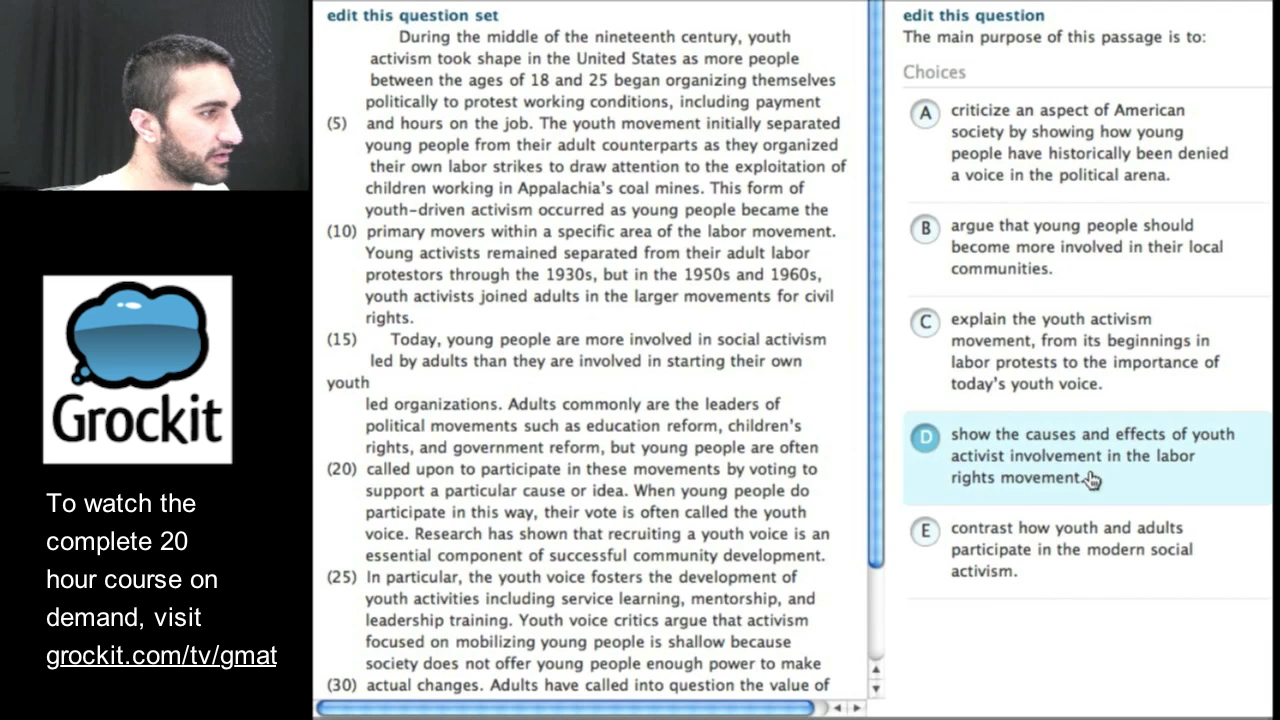 Grockit
To watch the
complete 20
hour course on
demand, visit
grockit.com/tv/gmat
edit this question set
During the middle of the nineteenth century, youth
activism took shape in the United States as more people
between the ages of 18 and 25 began organizing themselves
politically to protest working conditions, including payment
(5) and hours on the job. The youth movement initially separated
young people from their adult counterparts as they organized
their own labor strikes to draw attention to the exploitation of
children working in Appalachia's coal mines. This form of
youth-driven activism occurred as young people became the
(10) primary movers within a specific area of the labor movement.
Young activists remained separated from their adult labor
protestors through the 1930s, but in the 1950s and 1960s,
youth activists joined adults in the larger movements for civil
rights.
(15) Today, young people are more involved in social activism
led by adults than they are involved in starting their own
youth
led organizations. Adults commonly are the leaders of
political movements such as education reform, children's
rights, and government reform, but young people are often
(20) called upon to participate in these movements by voting to
support a particular cause or idea. When young people do
participate in this way, their vote is often called the youth
voice. Research has shown that recruiting a youth voice is an
essential component of successful community development.
(25) In particular, the youth voice fosters the development of
youth activities including service learning, mentorship, and
leadership training. Youth voice critics argue that activism
focused on mobilizing young people is shallow because
society does not offer young people enough power to make
(30) actual changes. Adults have called into question the value of
edit this question
The main purpose of this passage is to:
Choices
A criticize an aspect of American
society by showing how young
people have historically been denied
a voice in the political arena.
B argue that young people should
become more involved in their local
communities.
C explain the youth activism
movement, from its beginnings in
labor protests to the importance of
today's youth voice.
D show the causes and effects of youth
activist involvement in the labor
rights movement.
E contrast how youth and adults
participate in the modern social
activism.